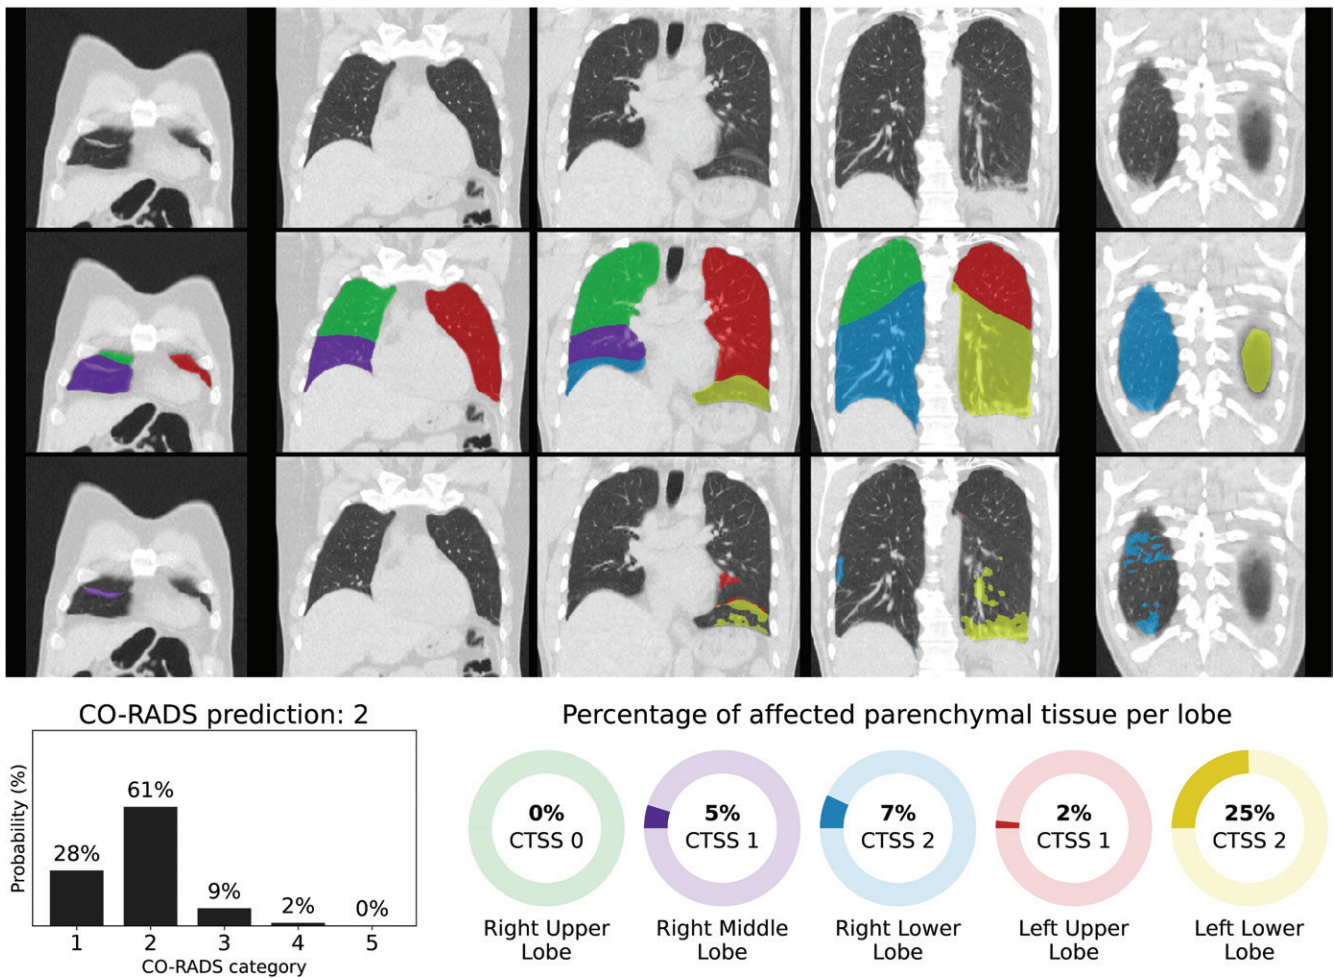 CO-RADS prediction: 2
Probability (%)
28%
61%
9%
2%
0%
1
2
3
4
5
CO-RADS category
Percentage of affected parenchymal tissue per lobe
0%
CTSS 0
Right Upper
Lobe
5%
CTSS 1
Right Middle
Lobe
7%
CTSS 2
Right Lower
Lobe
2%
CTSS 1
Left Upper
Lobe
25%
CTSS 2
Left Lower
Lobe